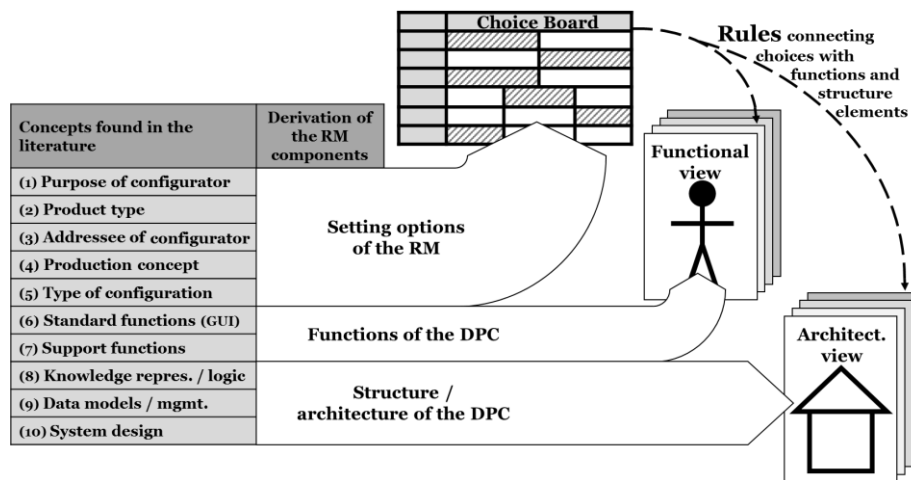 Choice Board
Rules connecting
choices with
functions and
structure
elements
Concepts found in the
literature
Derivation of
the RM
components
(1) Purpose of configurator
(2) Product type
(3) Addressee of configurator
(4) Production concept
(5) Type of configuration
(6) Standard functions (GUI)
(7) Support functions
(8) Knowledge repres. / logic
(9) Data models / mgmt.
(10) System design
Setting options
of the RM
Functions of the DPC
Structure /
architecture of the DPC
Functional
view
Architect.
view